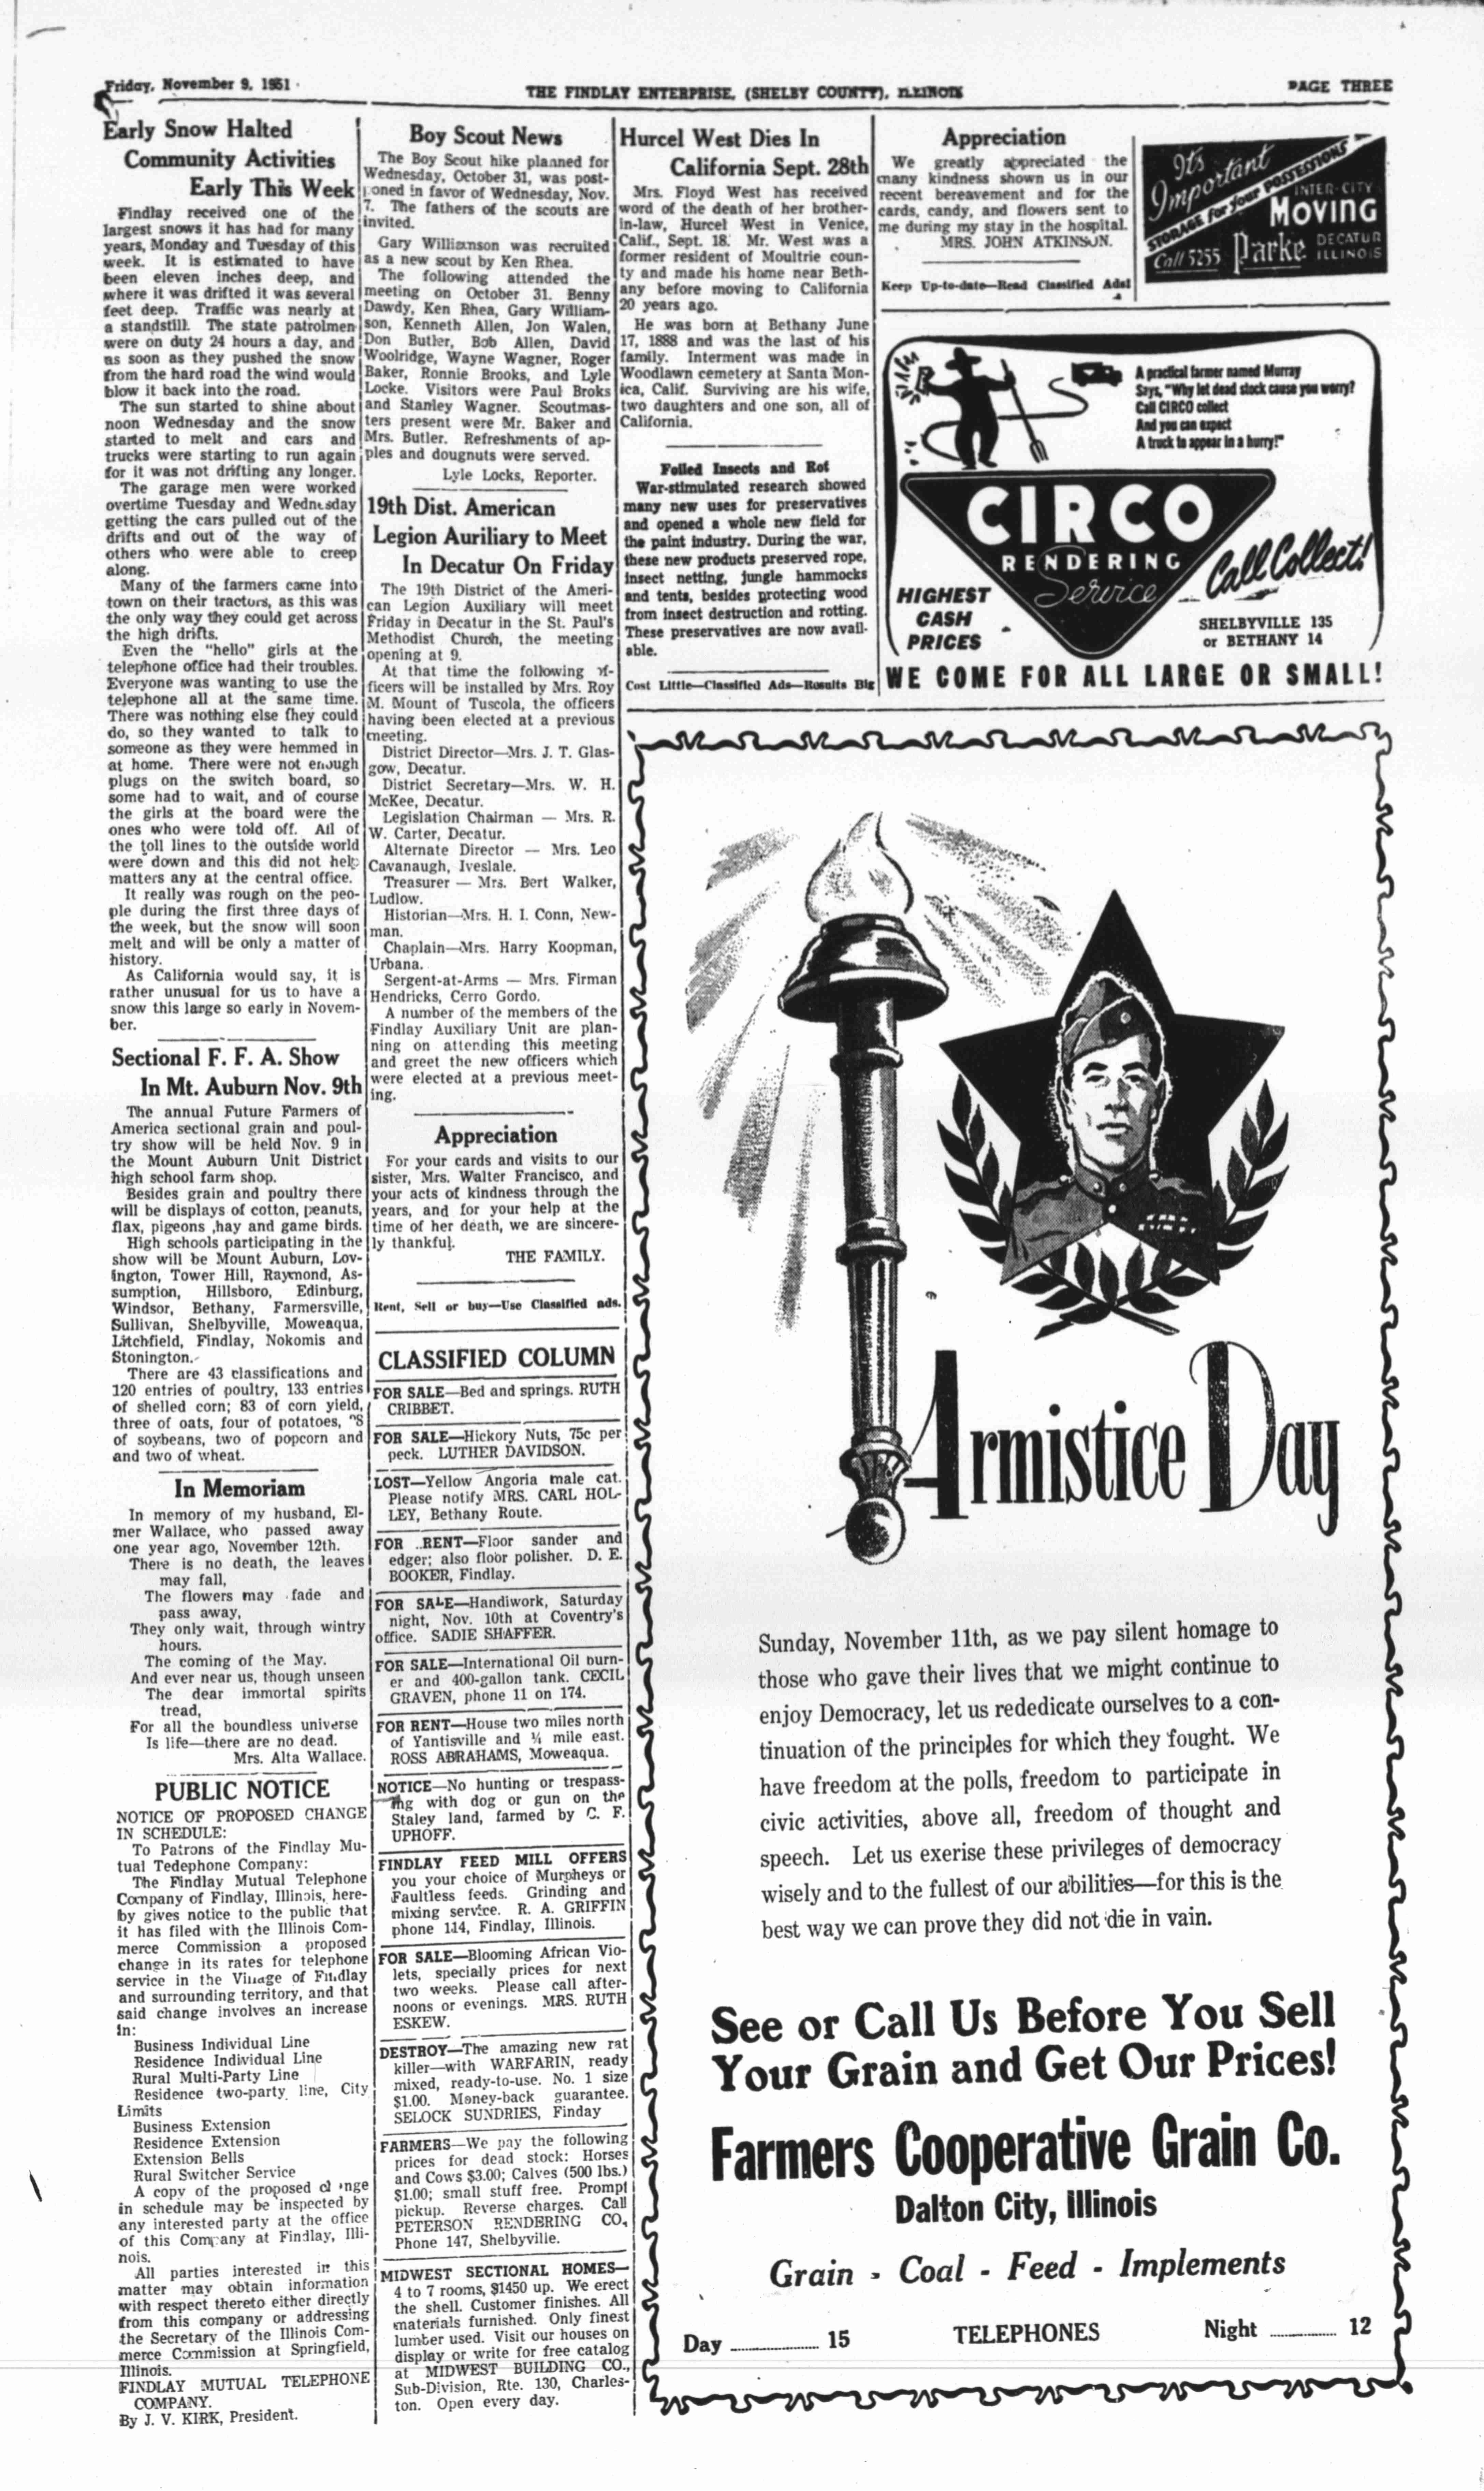 Friday, November 9, 1951
THE FINDLAY ENTERPRISE, (SHELBY COUNTY), ILLINOIS
PAGE THREE
Early Snow Halted
Community Activities
Early This Week
Findlay received one of the
largest snows it has had for many
years, Monday and Tuesday of this
week. It is estimated to have
been eleven inches deep, and
where it was drifted it was several
feet deep. Traffic was nearly at
a standstill. The state patrolmen
were on duty 24 hours a day, and
as soon as they pushed the snow
from the hard road the wind would
blow it back into the road.
The sun started to shine about
noon Wednesday and the snow
started to melt and cars and
trucks were starting to run again
for it was not drifting any longer.
The garage men were worked
overtime Tuesday and Wednesday
getting the cars pulled out of the
drifts and out of the way of
others who were able to creep
along.
Many of the farmers came into
town on their tractors, as this was
the only way they could get across
the high drifts.
Even the "hello" girls at the
telephone office had their troubles.
Everyone was wanting to use the
telephone all at the same time.
There was nothing else they could
do, so they wanted to talk to
someone as they were hemmed in
at home. There were not enough
plugs on the switch board, so
some had to wait, and of course
the girls at the board were the
ones who were told off. All of
the toll lines to the outside world
were down and this did not help
matters any at the central office.
It really was rough on the peo-
ple during the first three days of
the week, but the snow will soon
melt and will be only a matter of
history.
As California would say, it is
rather unusual for us to have a
snow this large so early in Novem-
ber.
Sectional F. F. A. Show
In Mt. Auburn Nov. 9th
The annual Future Farmers of
America sectional grain and poul-
try show will be held Nov. 9 in
the Mount Auburn Unit District
high school farm shop.
Besides grain and poultry there
will be displays of cotton, peanuts,
flax, pigeons ,hay and game birds.
High schools participating in the
show will be Mount Auburn, Lov-
ington, Tower Hill, Raymond, As-
sumption, Hillsboro, Edinburg,
Windsor, Bethany, Farmersville,
Sullivan, Shelbyville, Moweaqua,
Litchfield, Findlay, Nokomis and
Stonington.
There are 43 classifications and
120 entries of poultry, 133 entries
of shelled corn; 83 of corn yield,
three of oats, four of potatoes,
of soybeans, two of popcorn and
and two of wheat.
In Memoriam
In memory of my husband, El-
mer Wallace, who passed away
one year ago, November 12th.
There is no death, the leaves
may fall,
The flowers may fade and
pass away,
They only wait, through wintry
hours.
The coming of the May.
And ever near us, though unseen
The dear immortal spirits
tread,
For all the boundless universe
Is life—there are no dead.
Mrs. Alta Wallace.
PUBLIC NOTICE
NOTICE OF PROPOSED CHANGE
IN SCHEDULE:
To Patrons of the Findlay Mu-
tual Tedephone Company:
The Findlay Mutual Telephone
Company of Findlay, Illinois, here-
by gives notice to the public that
it has filed with the Illinois Com-
merce Commission a proposed
change in its rates for telephone
service in the Village of Findlay
and surrounding territory, and that
said change involves an increase
in:
Business Individual Line
Residence Individual Line
Rural Multi-Party Line
Residence two-party line, City
Limits
Business Extension
Residence Extension
Extension Bells
Rural Switcher Service
A copy of the proposed change
in schedule may be inspected by
any interested party at the office
of this Company at Findlay, Illi-
nois.
All parties interested in this
matter may obtain information
with respect thereto either directly
from this company or addressing
the Secretary of the Illinois Com-
merce Commission at Springfield,
Illinois.
FINDLAY MUTUAL TELEPHONE
COMPANY.
By J. V. KIRK, President.
Boy Scout News
The Boy Scout hike planned for
Wednesday, October 31, was post-
poned in favor of Wednesday, Nov.
7. The fathers of the scouts are
invited.
Gary Williamson was recruited
as a new scout by Ken Rhea.
The following attended the
meeting on October 31. Benny
Dawdy, Ken Rhea, Gary William-
son, Kenneth Allen, Jon Walen,
Don Butler, Bob Allen, David
Woolridge, Wayne Wagner, Roger
Baker, Ronnie Brooks, and Lyle
Locke. Visitors were Paul Broks
and Stanley Wagner. Scoutmas-
ters present were Mr. Baker and
Mrs. Butler. Refreshments of ap-
ples and dougnuts were served.
Lyle Locks, Reporter.
19th Dist. American
Legion Auriliary to Meet
In Decatur On Friday
The 19th District of the Ameri-
can Legion Auxiliary will meet
Friday in Decatur in the St. Paul's
Methodist Church, the meeting
opening at 9.
At that time the following of-
ficers will be installed by Mrs. Roy
M. Mount of Tuscola, the officers
having been elected at a previous
meeting.
District Director—Mrs. J. T. Glas-
gow, Decatur.
District Secretary—Mrs. W. H.
McKee, Decatur.
Legislation Chairman — Mrs. R.
W. Carter, Decatur.
Alternate Director — Mrs. Leo
Cavanaugh, Iveslale.
Treasurer — Mrs. Bert Walker,
Ludlow.
Historian—Mrs. H. I. Conn, New-
man.
Chaplain—Mrs. Harry Koopman,
Urbana.
Sergent-at-Arms — Mrs. Firman
Hendricks, Cerro Gordo.
A number of the members of the
Findlay Auxiliary Unit are plan-
ning on attending this meeting
and greet the new officers which
were elected at a previous meet-
ing.
Appreciation
For your cards and visits to our
sister, Mrs. Walter Francisco, and
your acts of kindness through the
years, and for your help at the
time of her death, we are sincere-
ly thankful.
THE FAMILY.
Rent, Sell or buy—Use Classified ads.
CLASSIFIED COLUMN
FOR SALE—Bed and springs. RUTH
CRIBBET.
FOR SALE—Hickory Nuts, 75c per
peck. LUTHER DAVIDSON.
LOST—Yellow Angoria male cat.
Please notify MRS. CARL HOL-
LEY, Bethany Route.
FOR ..RENT—Floor sander and
edger; also floor polisher. D. E.
BOOKER, Findlay.
FOR SALE—Handiwork, Saturday
night, Nov. 10th at Coventry's
office. SADIE SHAFFER.
FOR SALE—International Oil burn-
er and 400-gallon tank. CECIL
GRAVEN, phone 11 on 174.
FOR RENT—House two miles north
of Yantisville and ¼ mile east.
ROSS ABRAHAMS, Moweaqua.
NOTICE—No hunting or trespass-
ing with dog or gun on the
Staley land, farmed by C. F.
UPHOFF.
FINDLAY FEED MILL OFFERS
you your choice of Murpheys or
Faultless feeds. Grinding and
mixing service. R. A. GRIFFIN
phone 144, Findlay, Illinois.
FOR SALE—Blooming African Vio-
lets, specially prices for next
two weeks. Please call after-
noons or evenings. MRS. RUTH
ESKEW.
DESTROY—The amazing new rat
killer—with WARFARIN, ready
mixed, ready-to-use. No. 1 size
$1.00. Money-back guarantee.
SELOCK SUNDRIES, Finday
FARMERS—We pay the following
prices for dead stock: Horses
and Cows $3.00; Calves (500 lbs.)
$1.00; small stuff free. Prompt
pickup. Reverse charges. Call
PETERSON RENDERING CO.
Phone 147, Shelbyville.
MIDWEST SECTIONAL HOMES—
4 to 7 rooms, $1450 up. We erect
the shell. Customer finishes. All
materials furnished. Only finest
lumber used. Visit our houses on
display or write for free catalog
at MIDWEST BUILDING CO.,
Sub-Division, Rte. 130, Charles-
ton. Open every day.
Hurcel West Dies In
California Sept. 28th
Mrs. Floyd West has received
word of the death of her brother-
in-law, Hurcel West in Venice,
Calif., Sept. 18. Mr. West was a
former resident of Moultrie coun-
ty and made his home near Beth-
any before moving to California
20 years ago.
He was born at Bethany June
17, 1888 and was the last of his
family. Interment was made in
Woodlawn cemetery at Santa Mon-
ica, Calif. Surviving are his wife,
two daughters and one son, all of
California.
Foiled Insects and Rot
War-stimulated research showed
many new uses for preservatives
and opened a whole new field for
the paint industry. During the war,
these new products preserved rope,
insect netting, jungle hammocks
and tents, besides protecting wood
from insect destruction and rotting.
These preservatives are now avail-
able.
Cost Little—Classified Ads—Results Big
Appreciation
We greatly appreciated the
many kindness shown us in our
recent bereavement and for the
cards, candy, and flowers sent to
me during my stay in the hospital.
MRS. JOHN ATKINSON.
Keep Up-to-date—Read Classified Ads!
It's
Important
STORAGE for your POSSESSIONS
INTER-CITY
MOVING
Call 5255 Parke DECATUR
ILLINOIS
A practical farmer named Murray
Says, "Why let dead stock cause you worry?
Call CIRCO collect
And you can expect
A truck to appear in a hurry!"
CIRCO
RENDERING
Service
Call Collect!
HIGHEST
CASH
PRICES
SHELBYVILLE 135
or BETHANY 14
WE COME FOR ALL LARGE OR SMALL!
Armistice Day
Sunday, November 11th, as we pay silent homage to
those who gave their lives that we might continue to
enjoy Democracy, let us rededicate ourselves to a con-
tinuation of the principles for which they fought. We
have freedom at the polls, freedom to participate in
civic activities, above all, freedom of thought and
speech. Let us exerise these privileges of democracy
wisely and to the fullest of our abilities—for this is the
best way we can prove they did not die in vain.
See or Call Us Before You Sell
Your Grain and Get Our Prices!
Farmers Cooperative Grain Co.
Dalton City, Illinois
Grain - Coal - Feed - Implements
Day ........ 15 TELEPHONES Night ........ 12